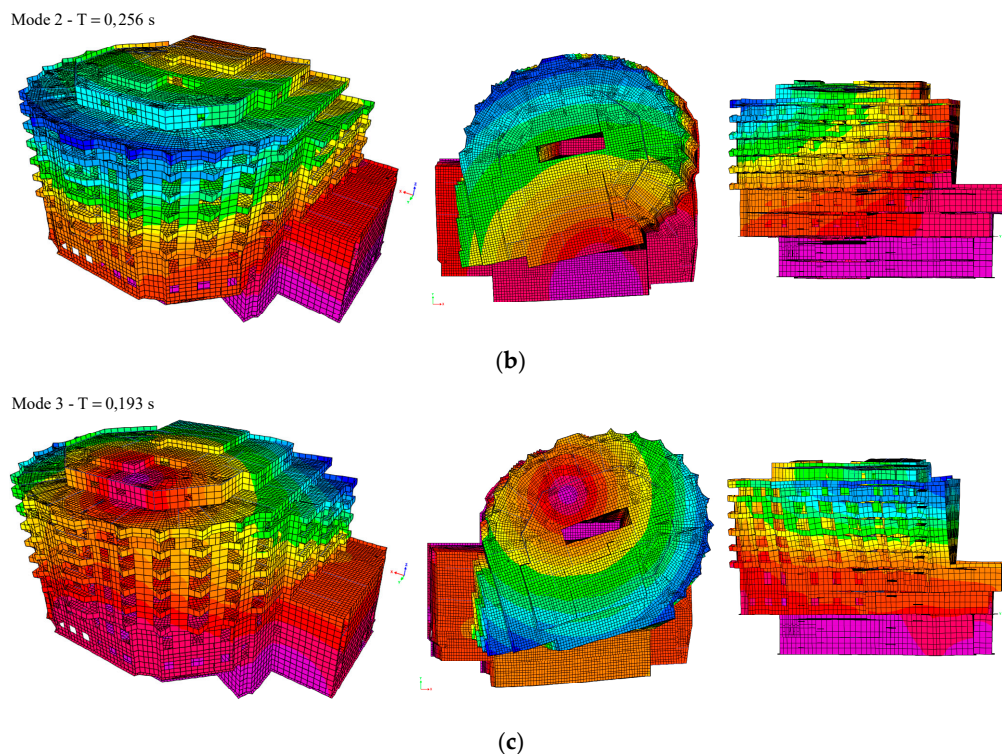 Mode 2 - T = 0,256 s
(b)
Mode 3 - T = 0,193 s
(c)